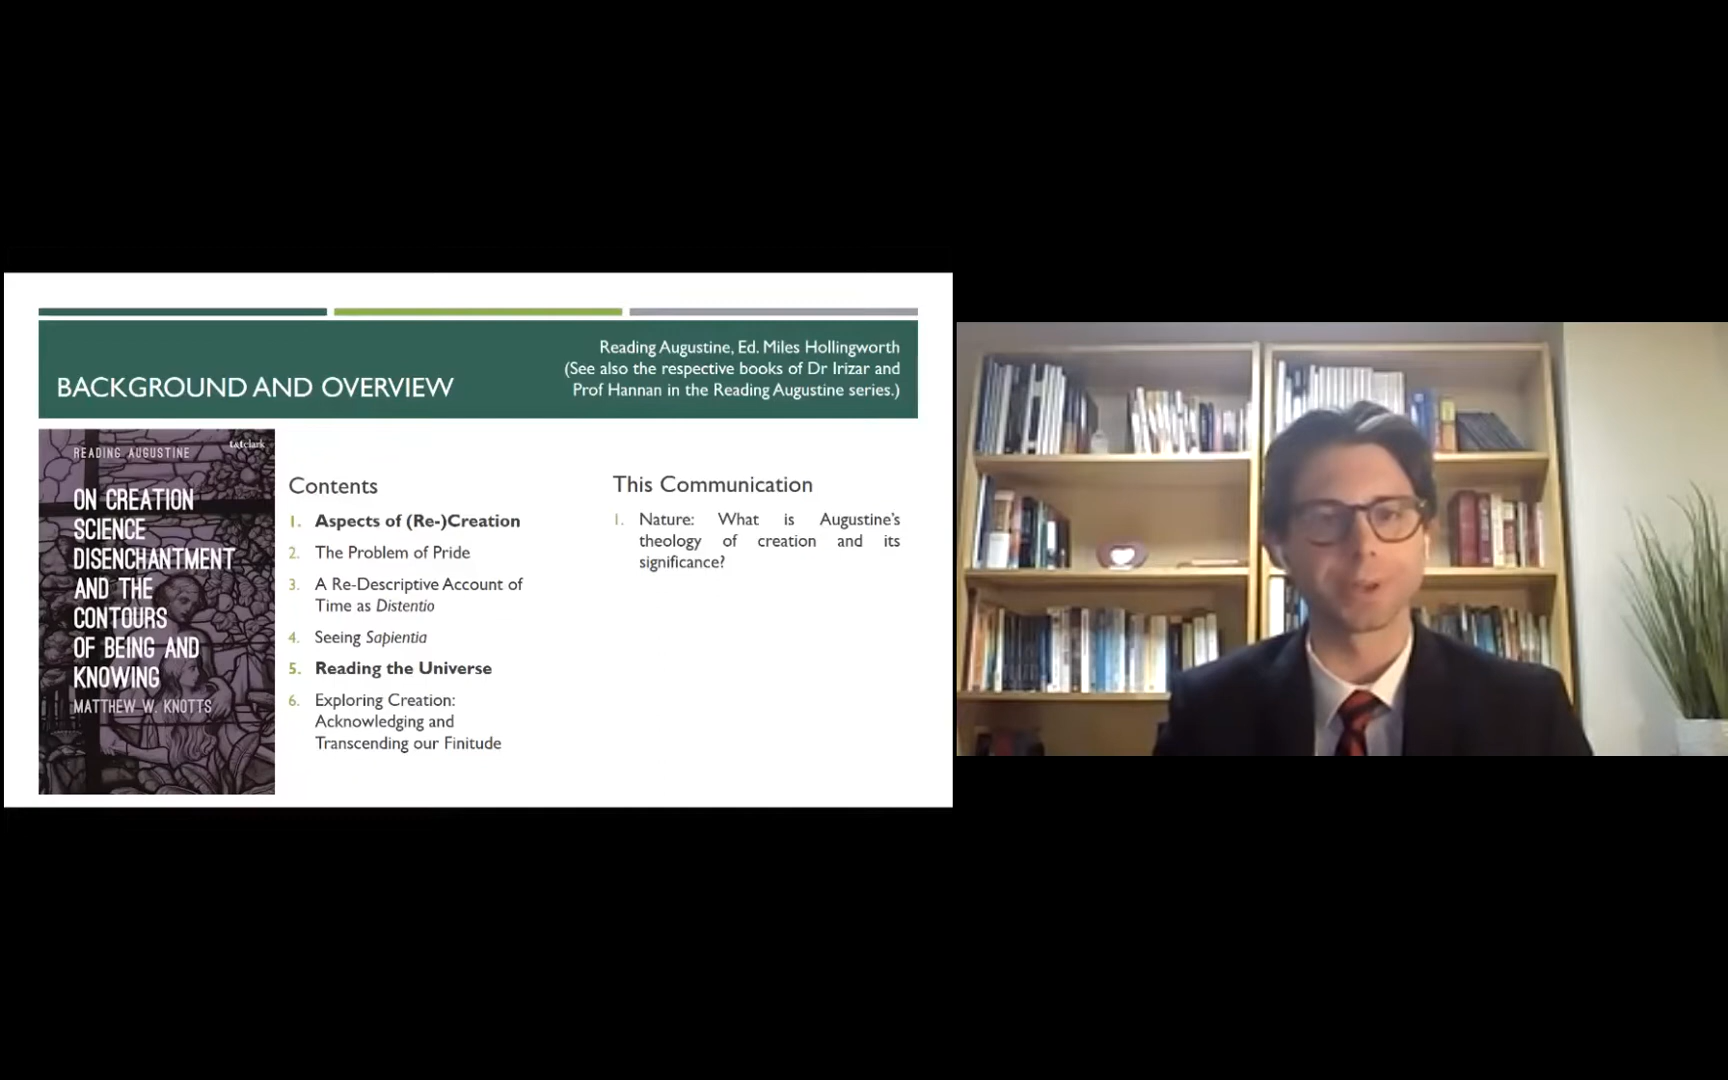 BACKGROUND AND OVERVIEW
Reading Augustine, Ed. Miles Hollingworth
(See also the respective books of Dr Irizar and
Prof Hannan in the Reading Augustine series.)
t&tclark
READING AUGUSTINE
ON CREATION
SCIENCE
DISENCHANTMENT
AND THE
CONTOURS
OF BEING AND
KNOWING
MATTHEW W. KNOTTS
Contents
1. Aspects of (Re-)Creation
2. The Problem of Pride
3. A Re-Descriptive Account of
Time as Distentio
4. Seeing Sapientia
5. Reading the Universe
6. Exploring Creation:
Acknowledging and
Transcending our Finitude
This Communication
1. Nature: What is Augustine's
theology of creation and its
significance?